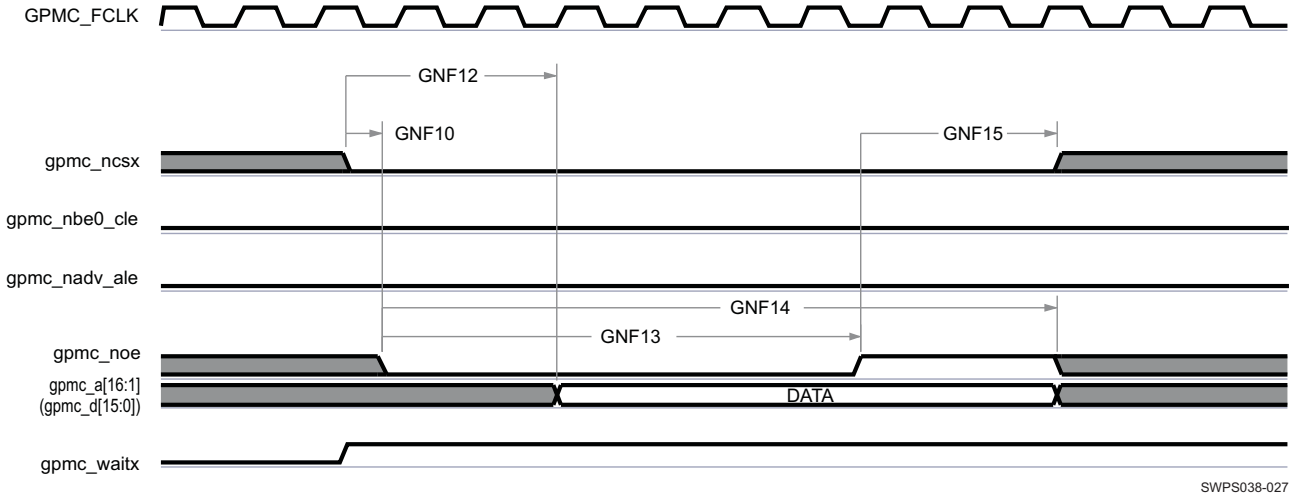 GPMC_FCLK
GNF12
GNF10
GNF15
gpmc_ncsx
gpmc_nbe0_cle
gpmc_nadv_ale
GNF14
GNF13
gpmc_noe
gpmc_a[16:1]
(gpmc_d[15:0])
DATA
gpmc_waitx
SWPS038-027